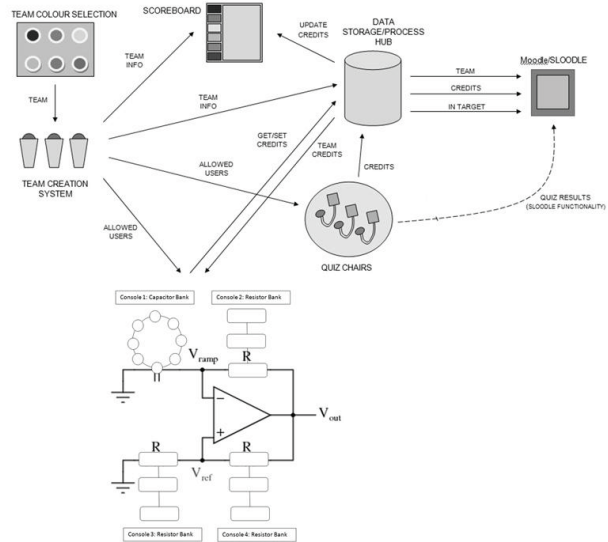 TEAM COLOUR SELECTION
SCOREBOARD
UPDATE
CREDITS
DATA
STORAGE/PROCESS
HUB
Moodle/SLOODLE
TEAM
INFO
TEAM
CREDITS
IN TARGET
TEAM
TEAM
INFO
GET/SET
CREDITS
TEAM
CREDITS
CREDITS
ALLOWED
USERS
TEAM CREATION
SYSTEM
QUIZ RESULTS
(SLOODLE FUNCTIONALITY)
ALLOWED
USERS
QUIZ CHAIRS
Console 1: Capacitor Bank
Console 2: Resistor Bank
Vramp
R
−
+
Vout
R
Vref
R
Console 3: Resistor Bank
Console 4: Resistor Bank